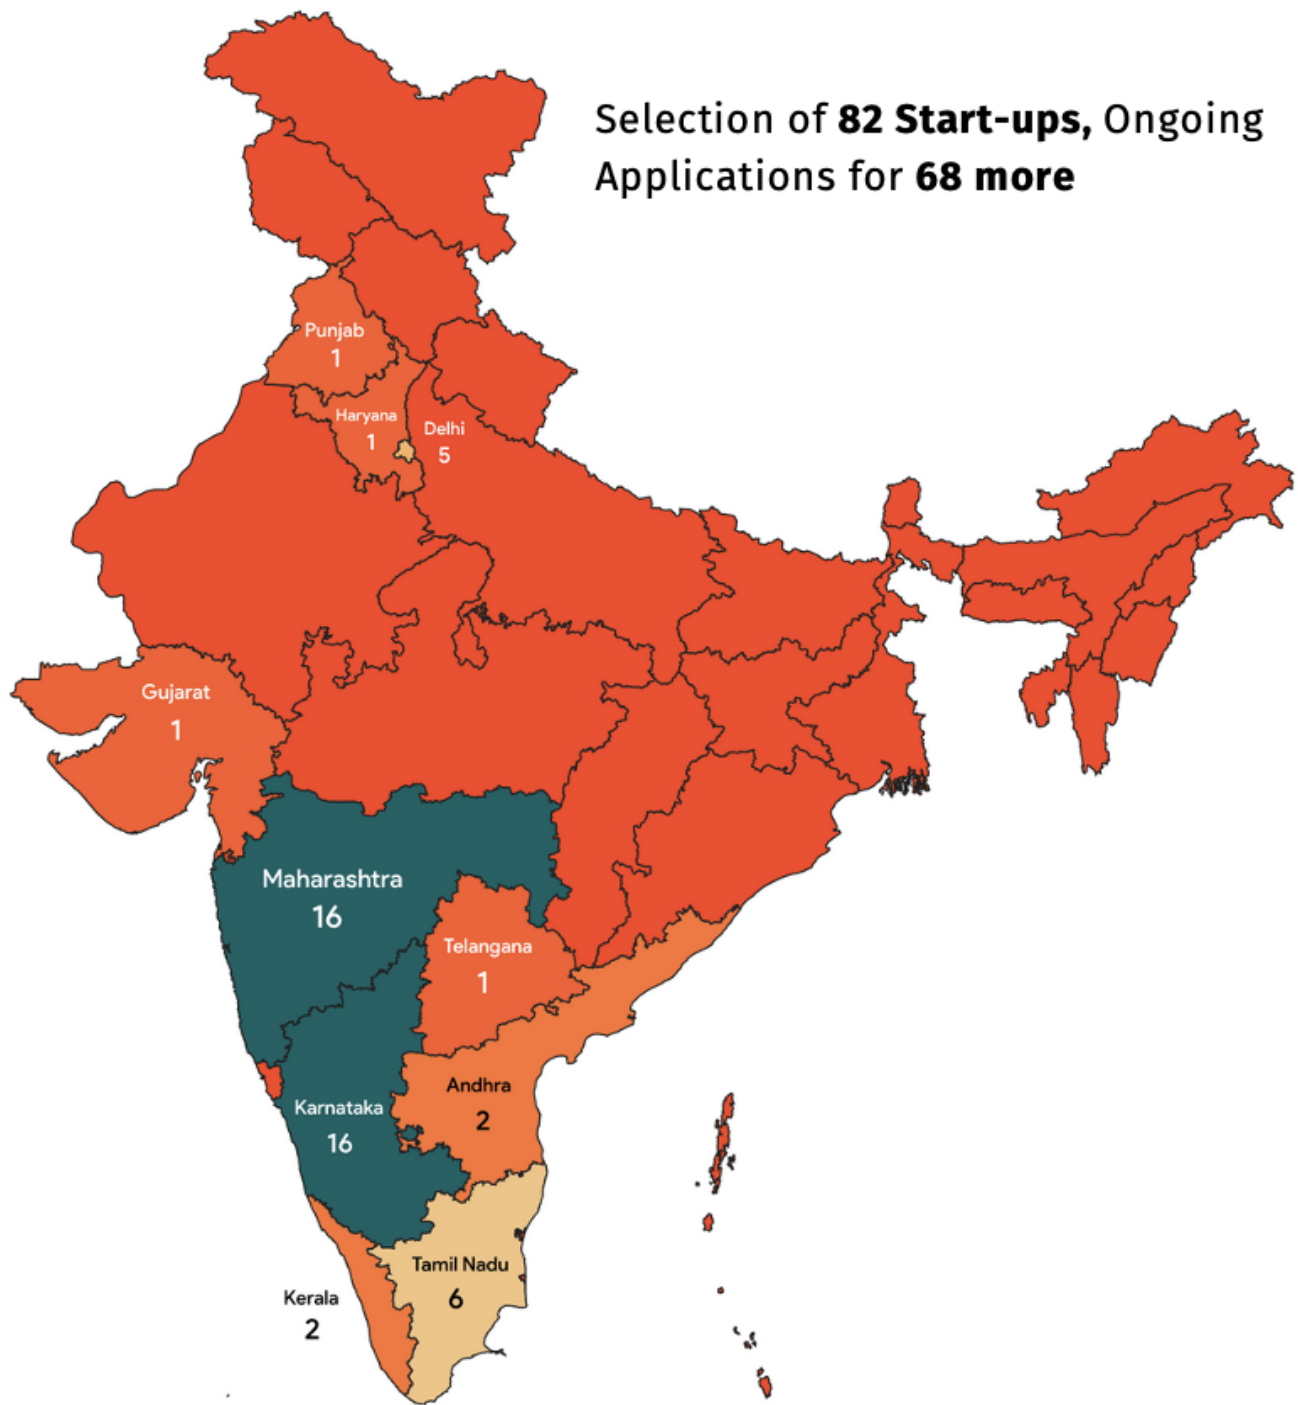 Selection of 82 Start-ups, Ongoing
Applications for 68 more
Punjab
1
Haryana
1
Delhi
5
Gujarat
1
Maharashtra
16
Telangana
1
Andhra
2
Karnataka
16
Tamil Nadu
6
Kerala
2